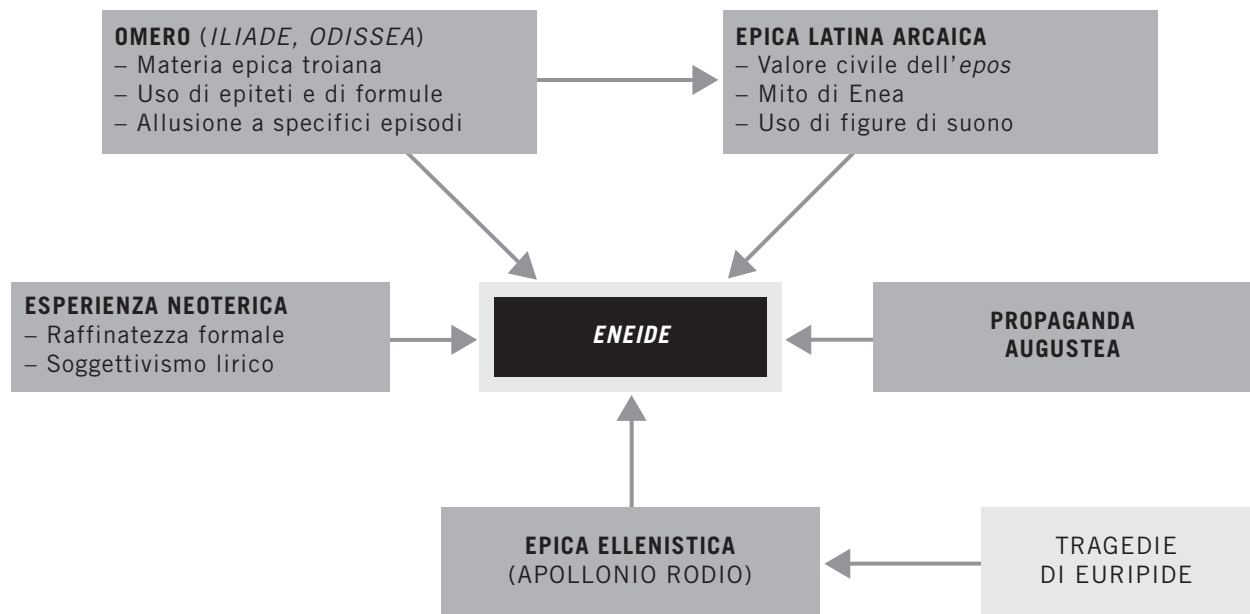 OMERO (ILIADE, ODISSEA)
– Materia epica troiana
– Uso di epiteti e di formule
– Allusione a specifici episodi
EPICA LATINA ARCAICA
– Valore civile dell’epos
– Mito di Enea
– Uso di figure di suono
ESPERIENZA NEOTERICA
– Raffinatezza formale
– Soggettivismo lirico
ENEIDE
PROPAGANDA
AUGUSTEA
EPICA ELLENISTICA
(APOLLONIO RODIO)
TRAGEDIE
DI EURIPIDE